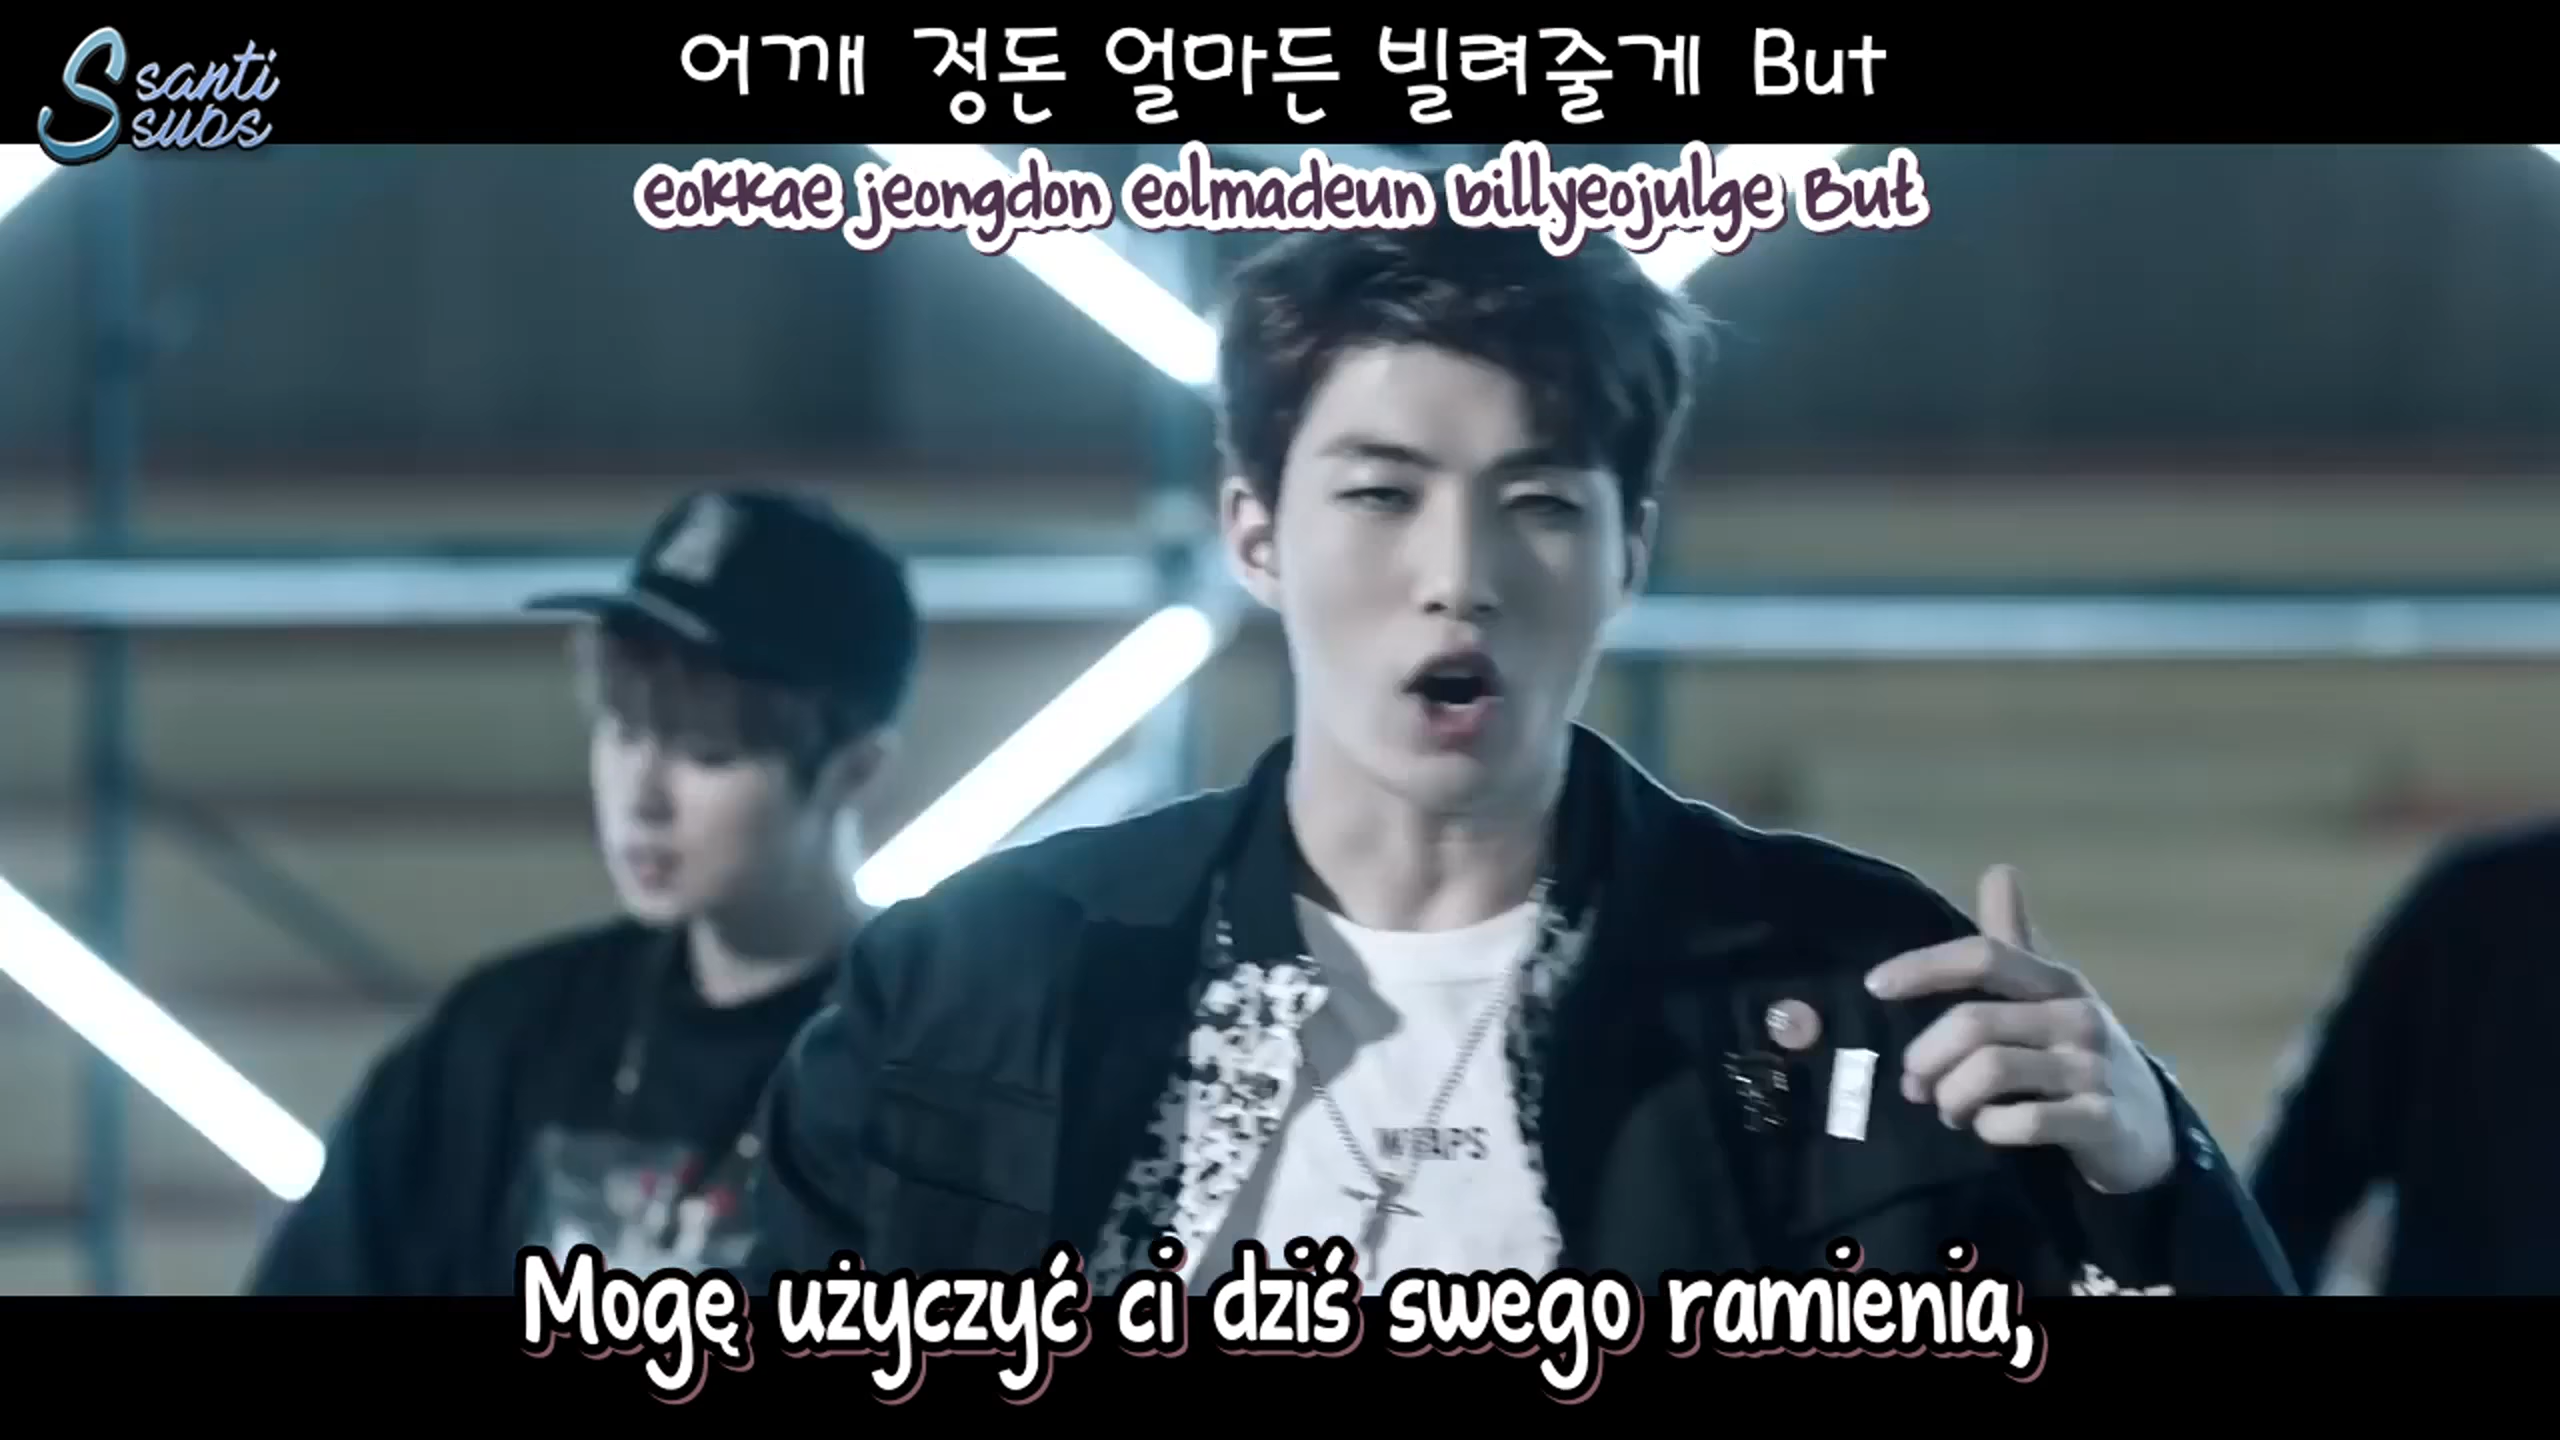 Ssanti
subs
어깨 정돈 얼마든 빌려줄게 But
eokkae jeongdon eolmadeun billyeojulge But
Mogę użyczyć ci dziś swego ramienia,